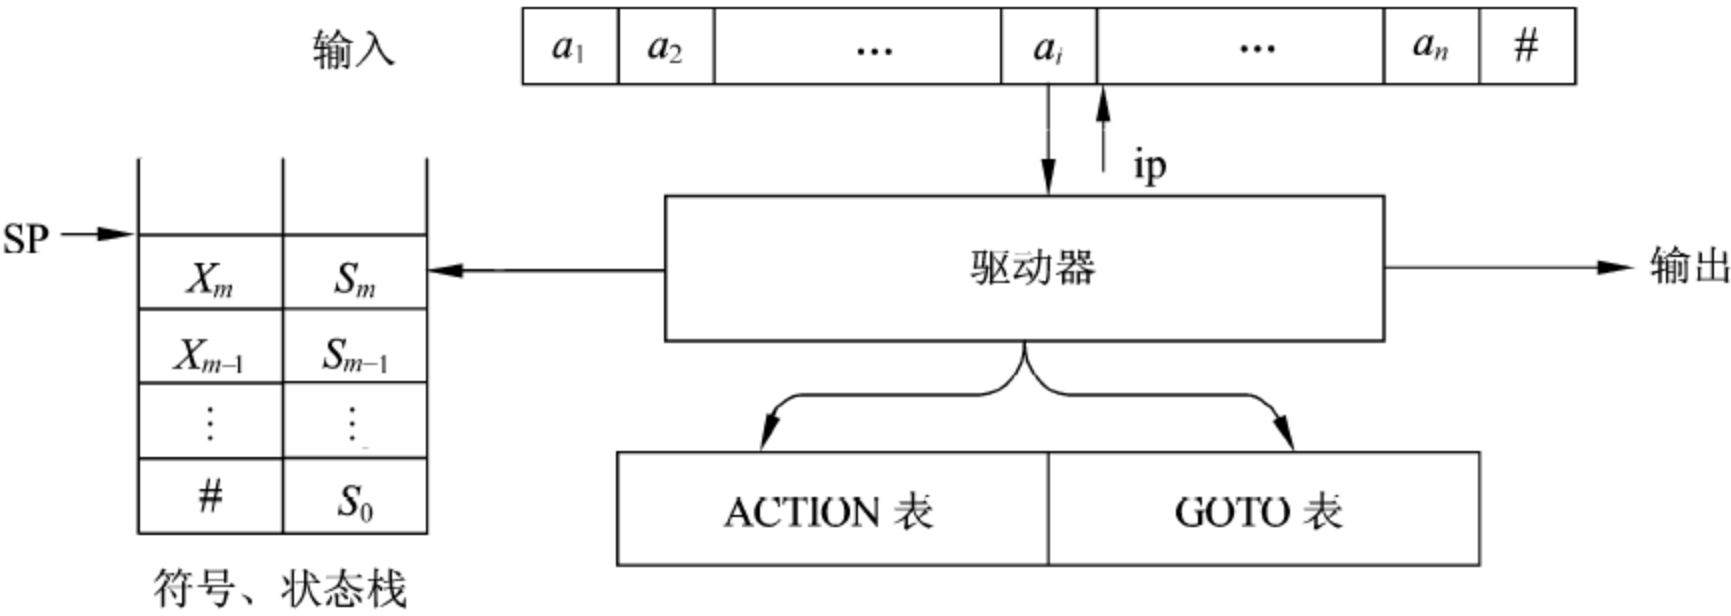 输入 a1 a2 ... ai ... an #
ip
SP
Xm Sm
驱动器
输出
Xm-1 Sm-1
⋮ ⋮
# S0
ACTION 表 GOTO 表
符号、状态栈